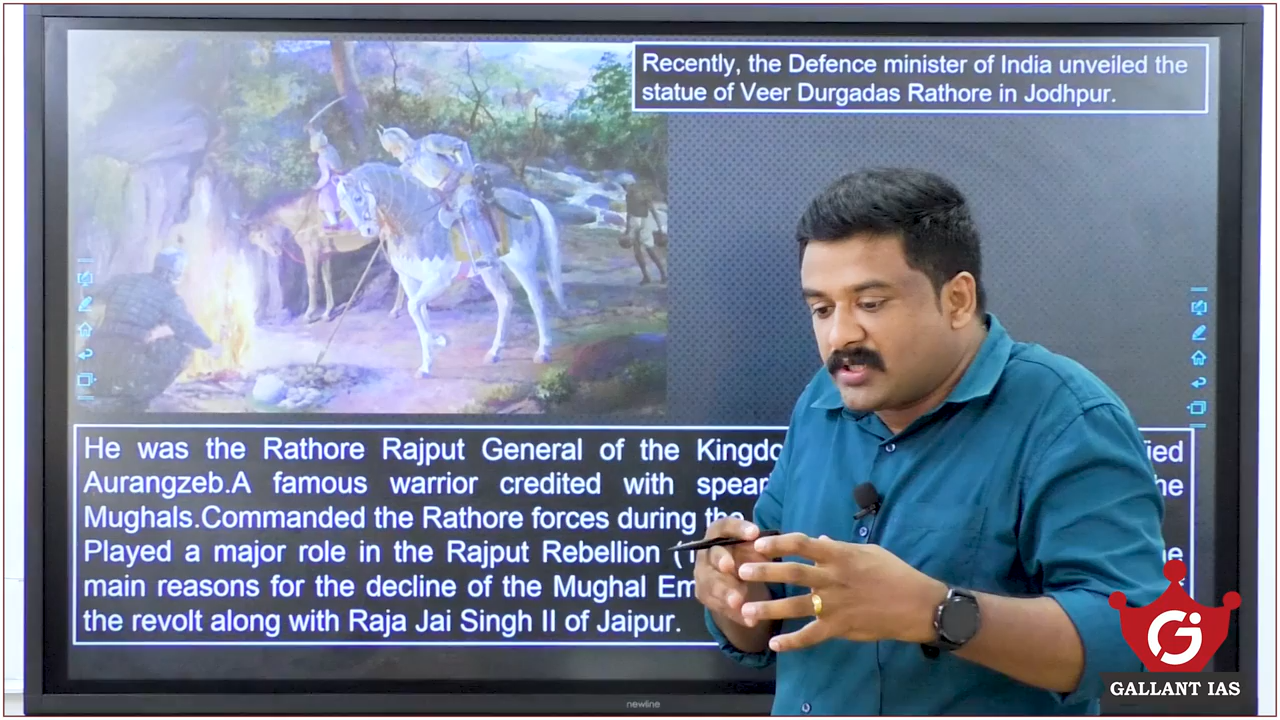 Recently, the Defence minister of India unveiled the
statue of Veer Durgadas Rathore in Jodhpur.
He was the Rathore Rajput General of the
Aurangzeb.A famous warrior credited with
Mughals.Commanded the Rathore forces during the
Played a major role in the Rajput Rebellion
main reasons for the decline of the Mughal
the revolt along with Raja Jai Singh II of Jaipur.
newline
GALLANT IAS